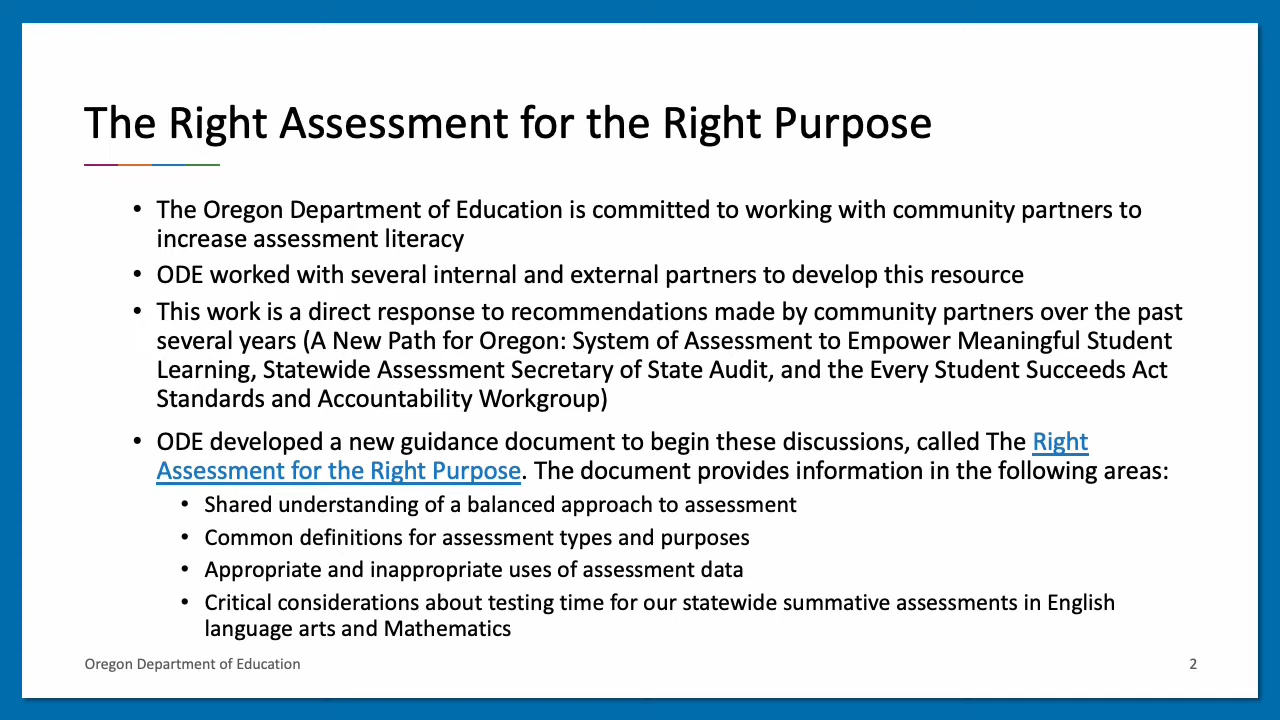 The Right Assessment for the Right Purpose
• The Oregon Department of Education is committed to working with community partners to
increase assessment literacy
• ODE worked with several internal and external partners to develop this resource
• This work is a direct response to recommendations made by community partners over the past
several years (A New Path for Oregon: System of Assessment to Empower Meaningful Student
Learning, Statewide Assessment Secretary of State Audit, and the Every Student Succeeds Act
Standards and Accountability Workgroup)
• ODE developed a new guidance document to begin these discussions, called The Right
Assessment for the Right Purpose. The document provides information in the following areas:
• Shared understanding of a balanced approach to assessment
• Common definitions for assessment types and purposes
• Appropriate and inappropriate uses of assessment data
• Critical considerations about testing time for our statewide summative assessments in English
language arts and Mathematics
Oregon Department of Education
2